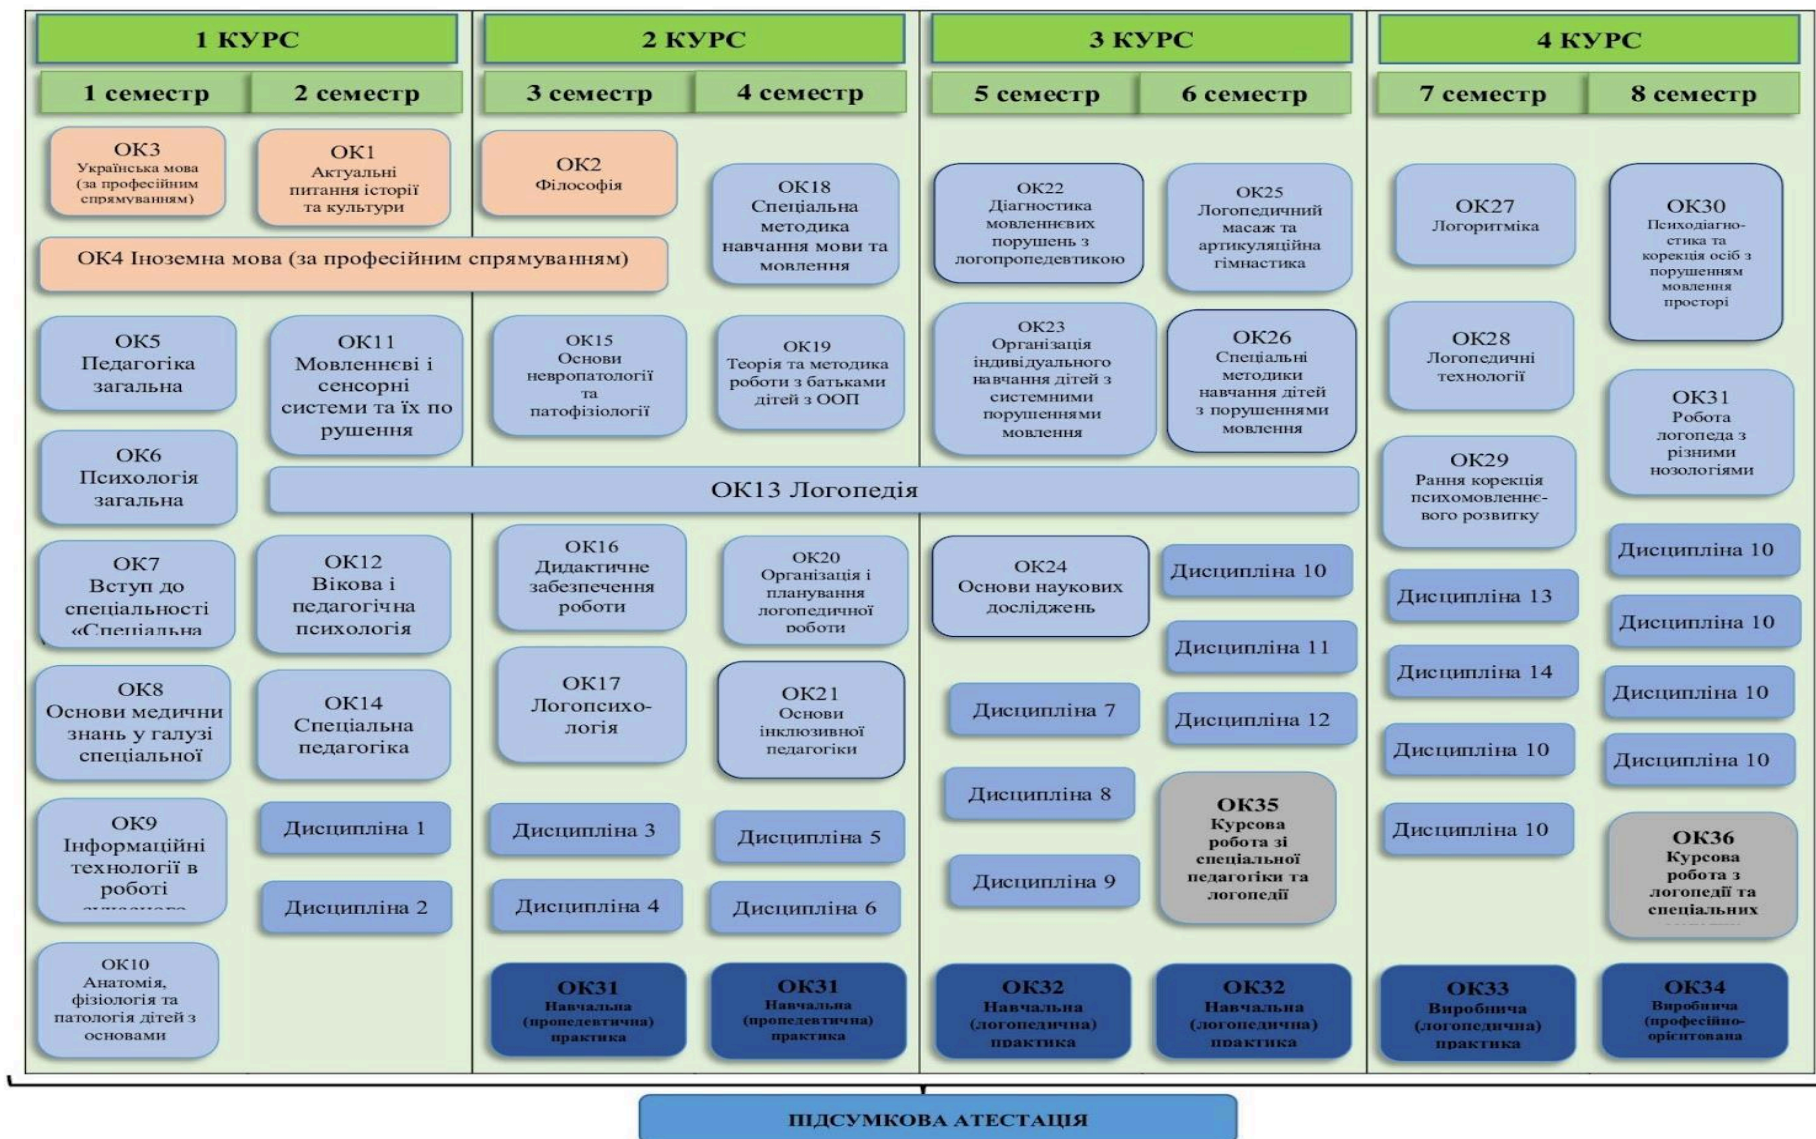 1 КУРС
2 КУРС
3 КУРС
4 КУРС
1 семестр
2 семестр
3 семестр
4 семестр
5 семестр
6 семестр
7 семестр
8 семестр
ОК3
Українська мова
(за професійним
спрямуванням)
ОК5
Педагогіка
загальна
ОК6
Психологія
загальна
ОК7
Вступ до
спеціальності
«Спеціальна
ОК8
Основи медични
знань у галузі
спеціальної
ОК9
Інформаційні
технології в
роботі
ОК10
Анатомія,
фізіологія та
патологія дітей з
основами
ОК1
Актуальні
питання історії
та культури
ОК4 Іноземна мова (за професійним спрямуванням)
ОК11
Мовленнєві і
сенсорні
системи та їх по
рушення
ОК13 Логопедія
ОК12
Вікова і
педагогічна
психологія
ОК14
Спеціальна
педагогіка
Дисципліна 1
Дисципліна 2
ОК2
Філософія
ОК15
Основи
невропатології
та
патофізіології
ОК16
Дидактичне
забезпечення
роботи
ОК17
Логопсихо-
логія
Дисципліна 3
Дисципліна 4
ОК31
Навчальна
(пропедевтична)
практика
ОК18
Спеціальна
методика
навчання мови та
мовлення
ОК19
Теорія та методика
роботи з батьками
дітей з ООП
ОК20
Організація і
планування
логопедичної
роботи
ОК21
Основи
інклюзивної
педагогіки
Дисципліна 5
Дисципліна 6
ОК31
Навчальна
(пропедевтична)
практика
ОК22
Діагностика
мовленнєвих
порушень з
логопропедевтикою
ОК23
Організація
індивідуального
навчання дітей з
системними
порушеннями
мовлення
ОК24
Основи наукових
досліджень
Дисципліна 7
Дисципліна 8
Дисципліна 9
ОК32
Навчальна
(логопедична)
практика
ОК25
Логопедичний
масаж та
артикуляційна
гімнастика
ОК26
Спеціальні
методики
навчання дітей
з порушеннями
мовлення
Дисципліна 10
Дисципліна 11
Дисципліна 12
ОК35
Курсова
робота зі
спеціальної
педагогіки та
логопедії
ОК32
Навчальна
(логопедична)
практика
ОК27
Логоритміка
ОК28
Логопедичні
технології
ОК29
Рання корекція
психомовленнє-
вого розвитку
Дисципліна 13
Дисципліна 14
Дисципліна 10
Дисципліна 10
ОК33
Виробнича
(логопедична)
практика
ОК30
Психодіагно-
стика та
корекція осіб з
порушенням
мовлення
просторі
ОК31
Робота
логопеда з
різними
нозологіями
Дисципліна 10
Дисципліна 10
Дисципліна 10
Дисципліна 10
ОК36
Курсова
робота з
логопедії та
спеціальних
ОК34
Виробнича
(професійно-
орієнтована
ПІДСУМКОВА АТЕСТАЦІЯ